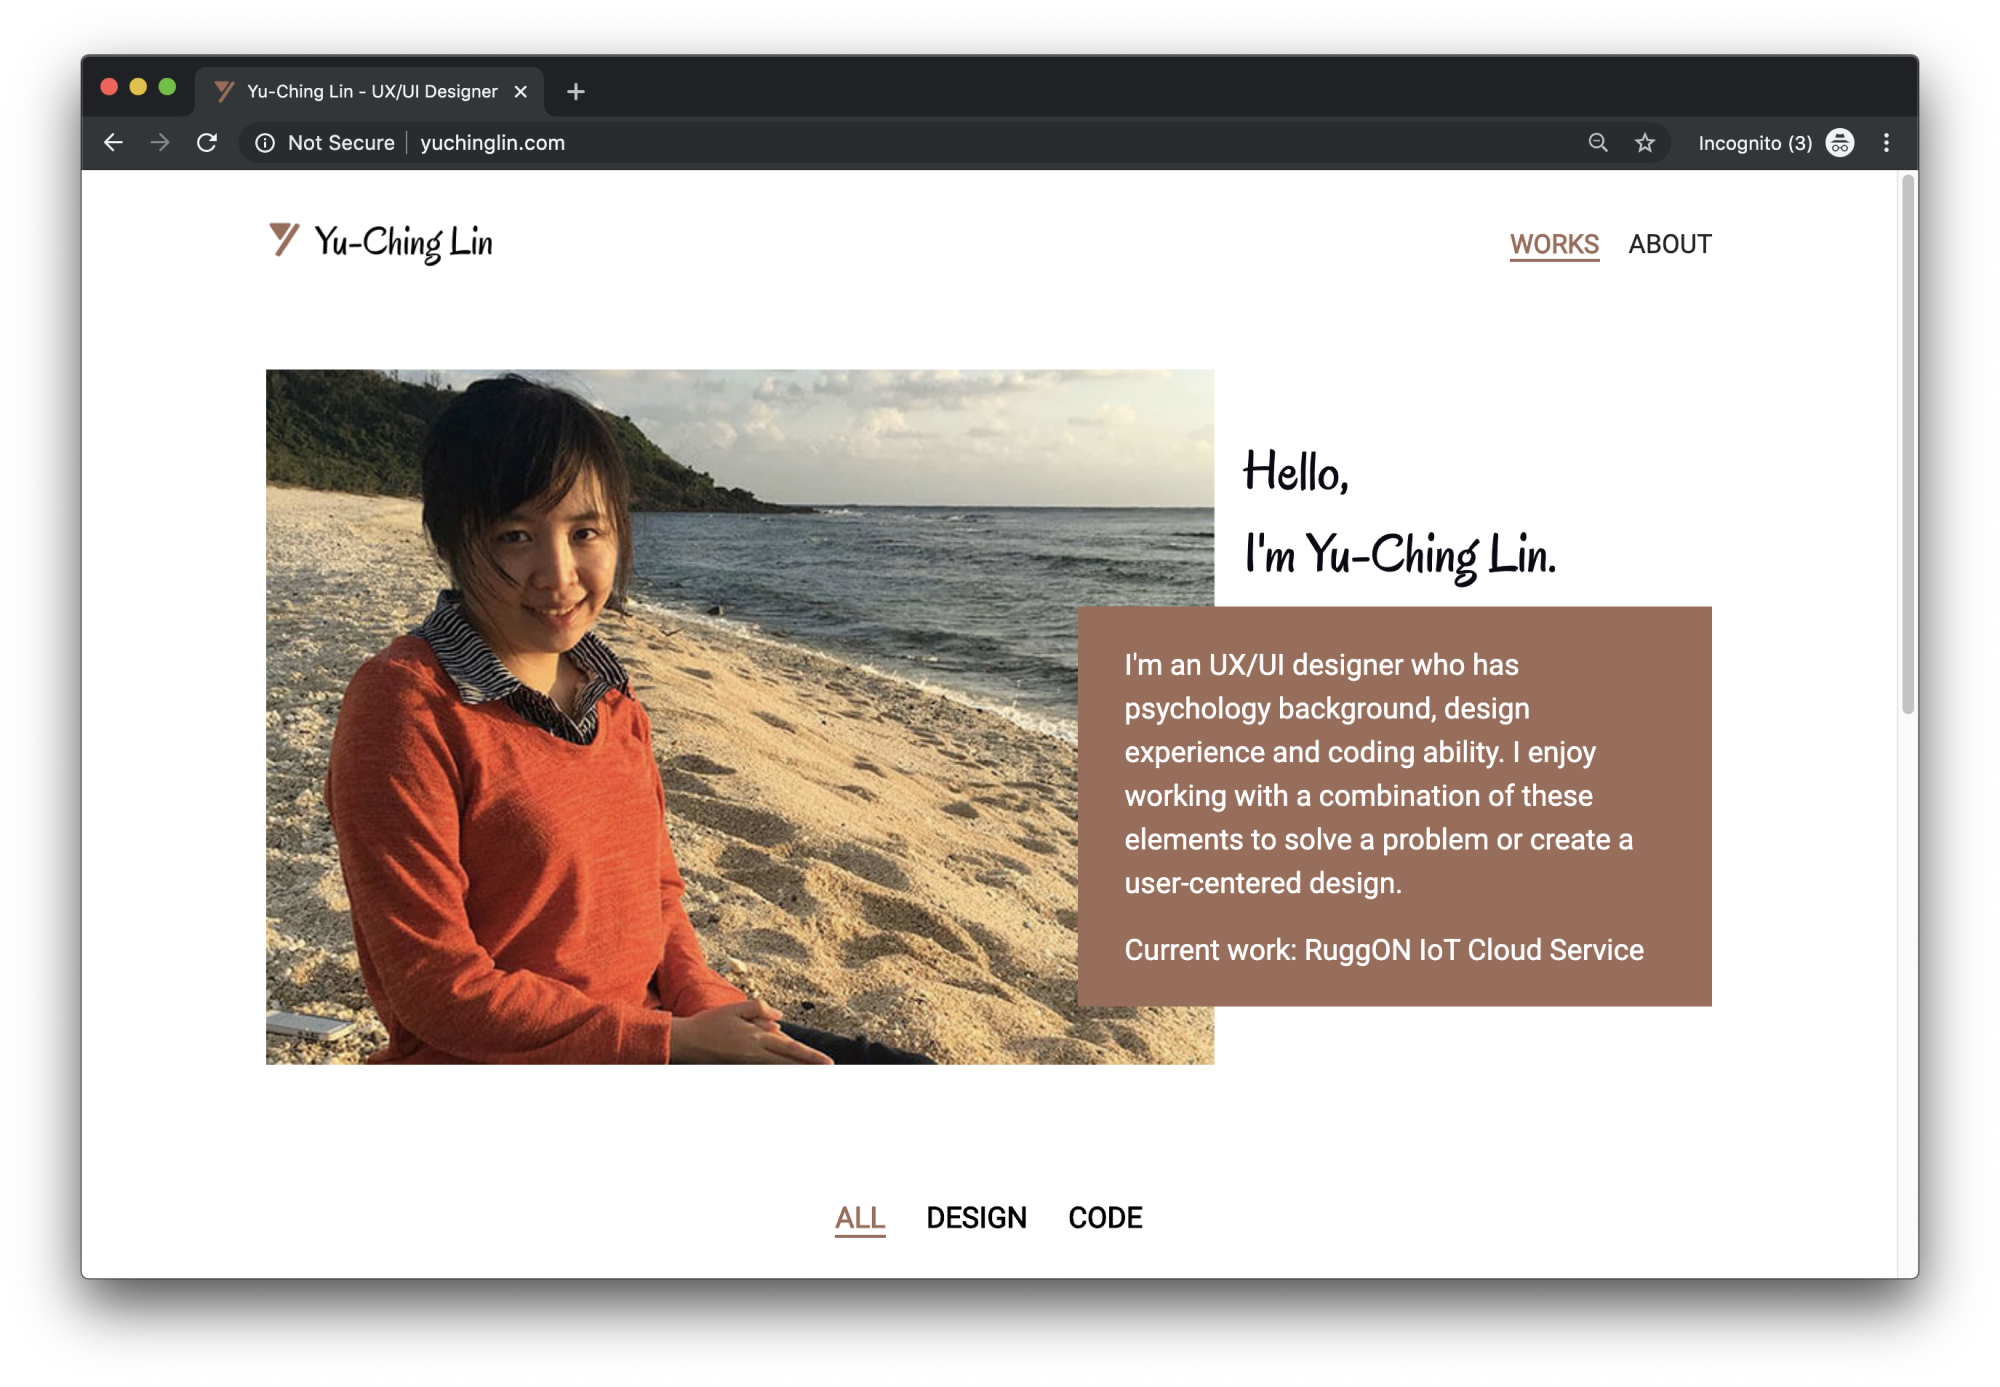 Yu-Ching Lin - UX/UI Designer
Not Secure yuchinglin.com
Incognito (3)
Yu-Ching Lin
WORKS ABOUT
Hello,
I'm Yu-Ching Lin.
I'm an UX/UI designer who has
psychology background, design
experience and coding ability. I enjoy
working with a combination of these
elements to solve a problem or create a
user-centered design.
Current work: RuggON IoT Cloud Service
ALL DESIGN CODE